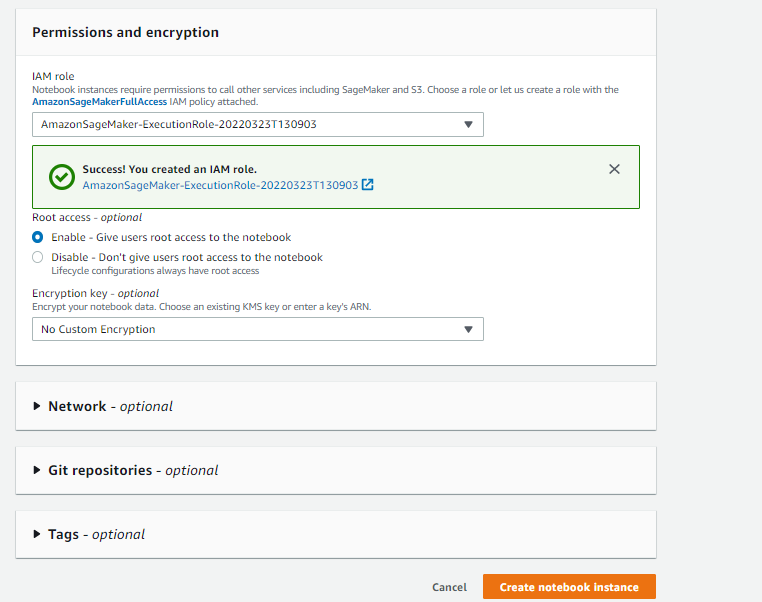 Permissions and encryption
IAM role
Notebook instances require permissions to call other services including SageMaker and S3. Choose a role or let us create a role with the
AmazonSageMakerFullAccess IAM policy attached.
AmazonSageMaker-ExecutionRole-20220323T130903
Success! You created an IAM role.
AmazonSageMaker-ExecutionRole-20220323T130903
Root access - optional
Enable - Give users root access to the notebook
Disable - Don't give users root access to the notebook
Lifecycle configurations always have root access
Encryption key - optional
Encrypt your notebook data. Choose an existing KMS key or enter a key's ARN.
No Custom Encryption
Network - optional
Git repositories - optional
Tags - optional
Cancel Create notebook instance